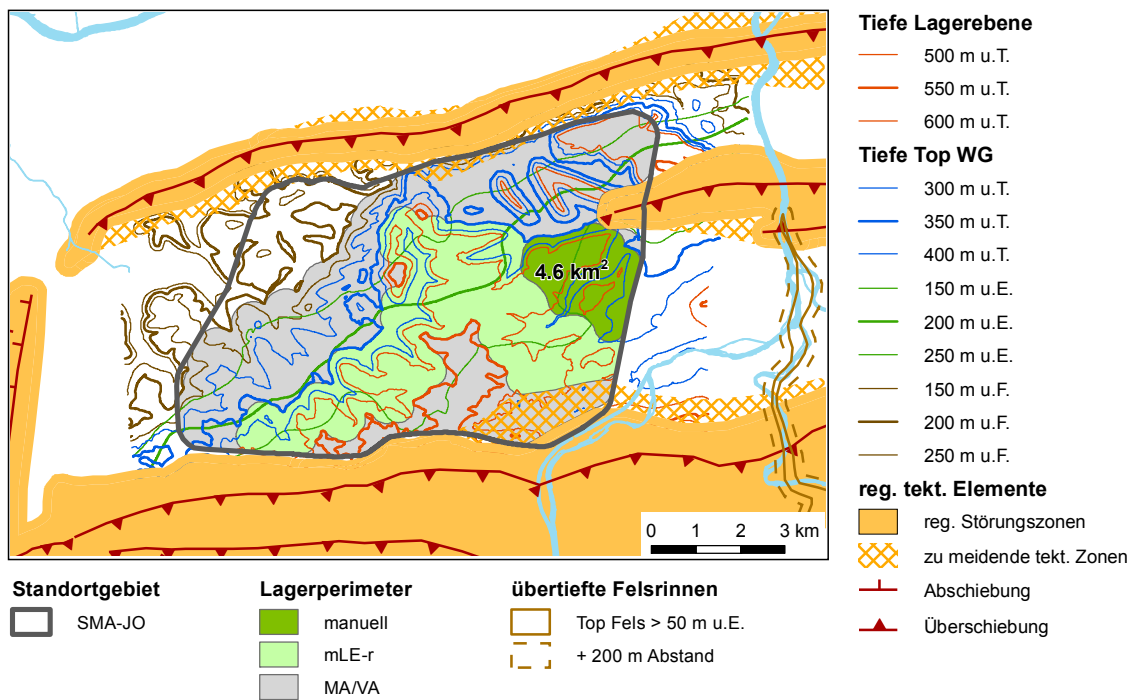 4.6 km²
0 1 2 3 km
Tiefe Lagerebene
500 m u.T.
550 m u.T.
600 m u.T.
Tiefe Top WG
300 m u.T.
350 m u.T.
400 m u.T.
150 m u.E.
200 m u.E.
250 m u.E.
150 m u.F.
200 m u.F.
250 m u.F.
reg. tekt. Elemente
reg. Störungszonen
zu meidende tekt. Zonen
Abschiebung
Überschiebung
Standortgebiet
SMA-JO
Lagerperimeter
manuell
mLE-r
MA/VA
übertiefte Felsrinnen
Top Fels > 50 m u.E.
+ 200 m Abstand